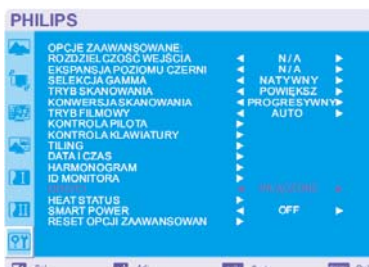 PHILIPS
OPCJE ZAAWANSOWANE:
ROZDZIELCZOŚĆ WEJŚCIA N/A
EKSPANSJA POZIOMU CZERNI N/A
SELEKCJA GAMMA NATYWNY
TRYB SKANOWANIA POWIĘKSZ
KONWERSJA SKANOWANIA PROGRESYWNY
TRYB FILMOWY AUTO
KONTROLA PILOTA
KONTROLA KLAWIATURY
TILING
DATA I CZAS
HARMONOGRAM
ID MONITORA
HEAT STATUS
SMART POWER OFF
RESET OPCJI ZAAWANSOWAN